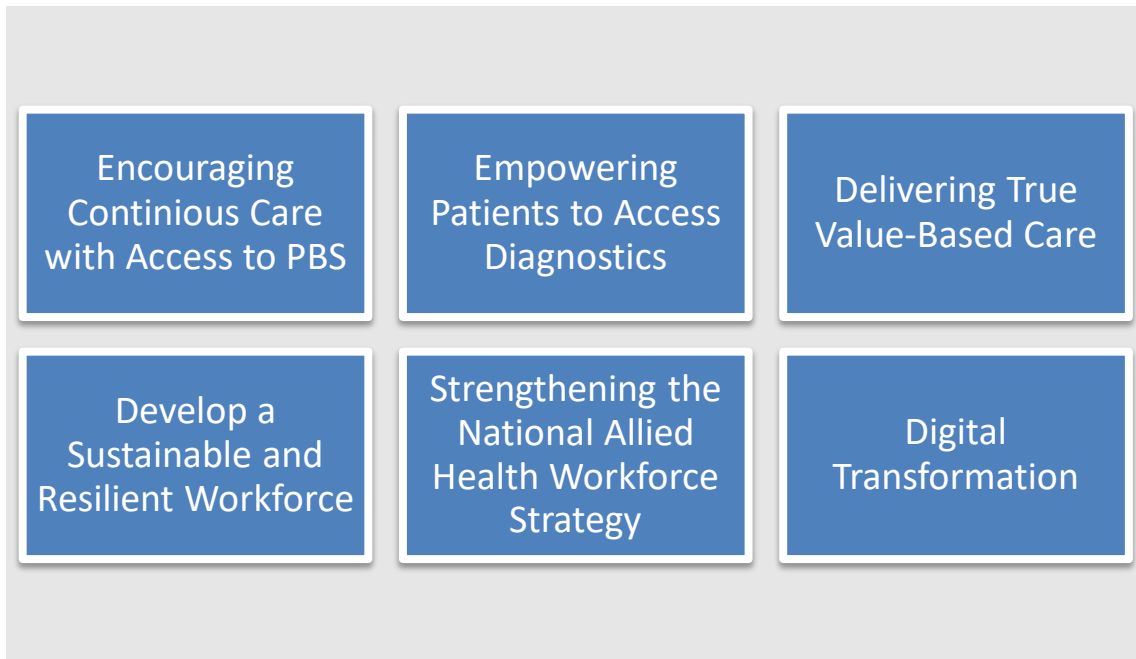 Encouraging
Continious Care
with Access to PBS
Empowering
Patients to Access
Diagnostics
Delivering True
Value-Based Care
Develop a
Sustainable and
Resilient Workforce
Strengthening the
National Allied
Health Workforce
Strategy
Digital
Transformation